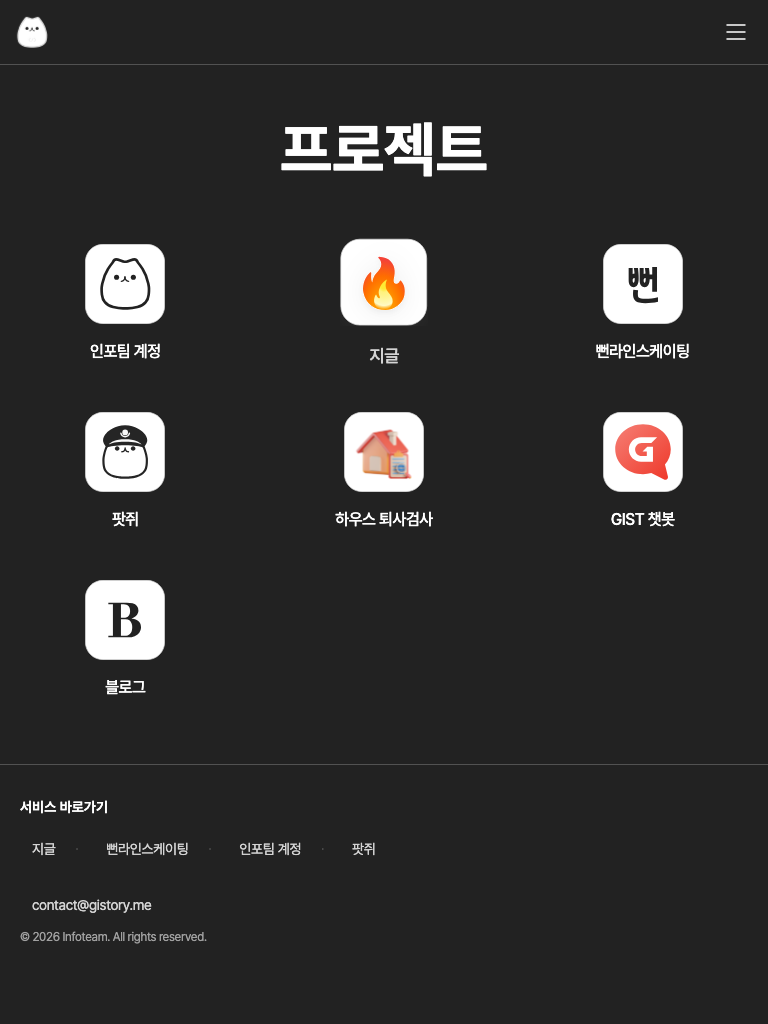 프로젝트
뻔
인포팀 계정
지글
뻔라인스케이팅
G
팟쥐
하우스 퇴사검사
GIST 챗봇
B
블로그
서비스 바로가기
지글 · 뻔라인스케이팅 · 인포팀 계정 · 팟쥐
contact@gistory.me
© 2026 Infoteam. All rights reserved.